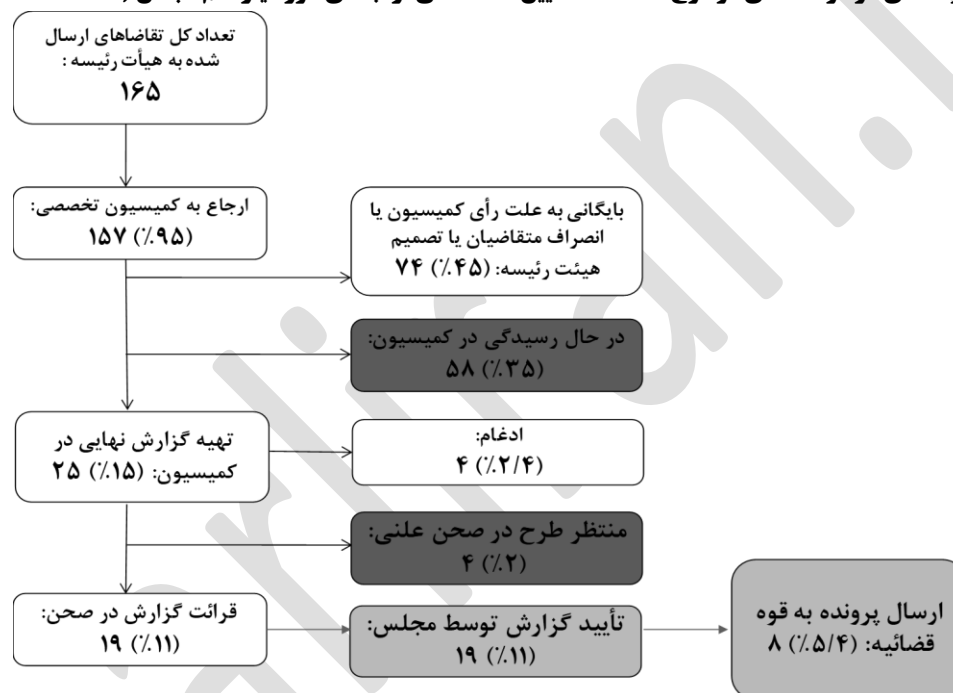 تعداد کل تقاضاهای ارسال
شده به هیأت رئیسه :
۱۶۵
ارجاع به کمیسیون تخصصی:
۱۵۷ (٪۹۵)
بایگانی به علت رأی کمیسیون یا
انصراف متقاضیان یا تصمیم
هیئت رئیسه: (٪۴۵) ۷۴
در حال رسیدگی در کمیسیون:
۵۸ (٪۳۵)
تهیه گزارش نهایی در
کمیسیون: (٪۱۵) ۲۵
ادغام:
۴ (٪۲/۴)
منتظر طرح در صحن علنی:
۴ (٪۲)
قرائت گزارش در صحن:
۱۹ (٪۱۱)
تأیید گزارش توسط مجلس:
۱۹ (٪۱۱)
ارسال پرونده به قوه
قضائیه: (٪۵/۴) ۸